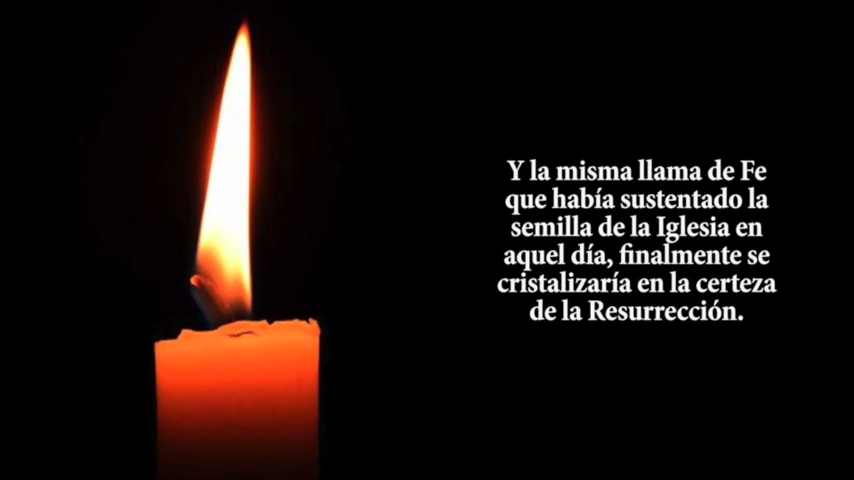 Y la misma llama de Fe
que había sustentado la
semilla de la Iglesia en
aquel día, finalmente se
cristalizaría en la certeza
de la Resurrección.